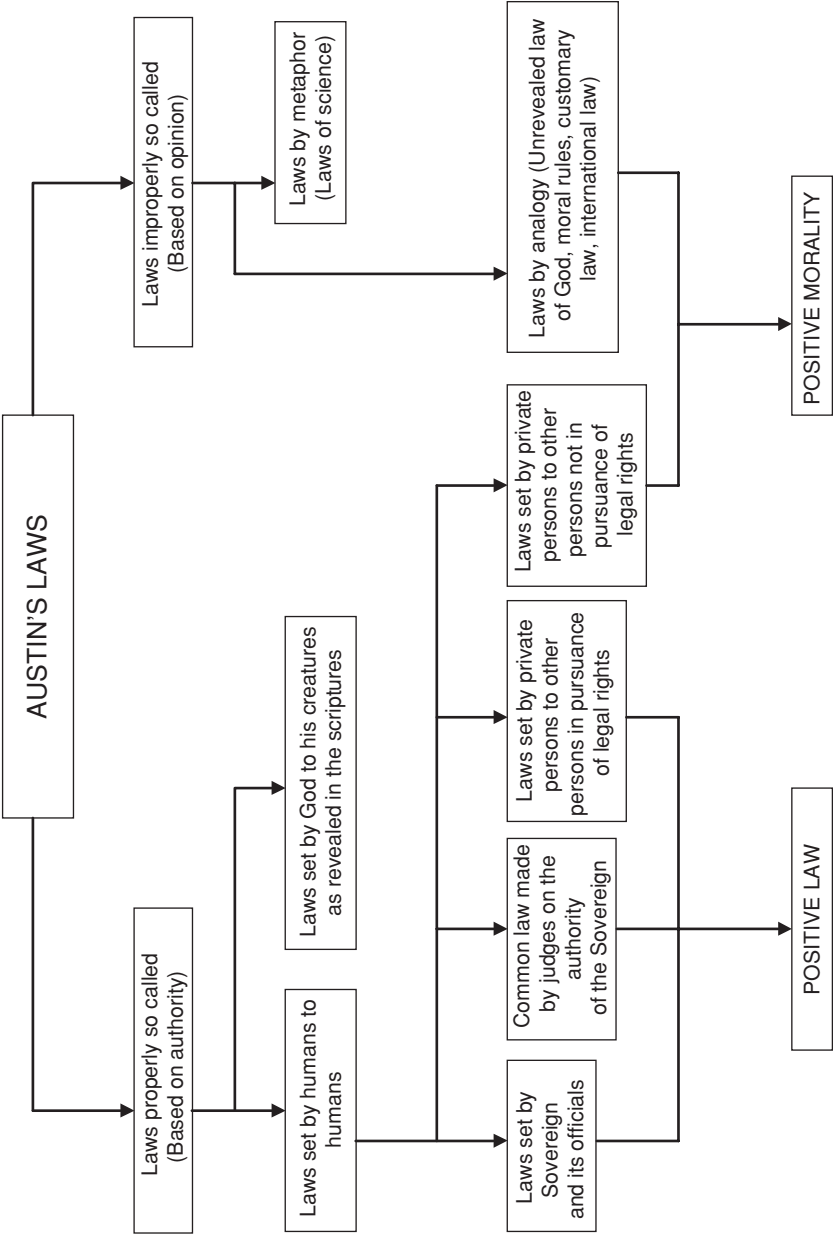 AUSTIN'S LAWS
Laws properly so called
(Based on authority)
Laws improperly so called
(Based on opinion)
Laws set by humans to
humans
Laws set by God to his creatures
as revealed in the scriptures
Laws by metaphor
(Laws of science)
Laws set by
Sovereign
and its officials
Common law made
by judges on the
authority
of the Sovereign
Laws set by private
persons to other
persons in pursuance
of legal rights
Laws set by private
persons to other
persons not in
pursuance of
legal rights
Laws by analogy (Unrevealed law
of God, moral rules, customary
law, international law)
POSITIVE LAW
POSITIVE MORALITY